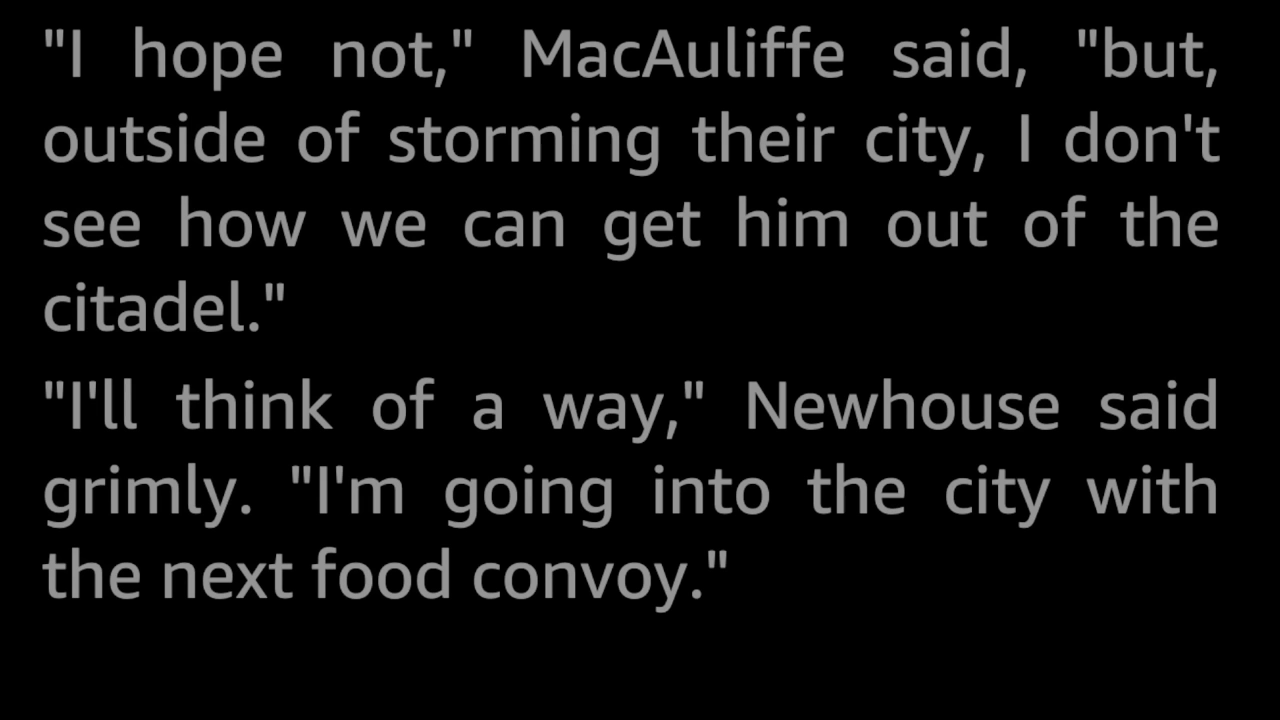 "I hope not," MacAuliffe said, "but,
outside of storming their city, I don't
see how we can get him out of the
citadel."
"I'll think of a way," Newhouse said
grimly. "I'm going into the city with
the next food convoy."